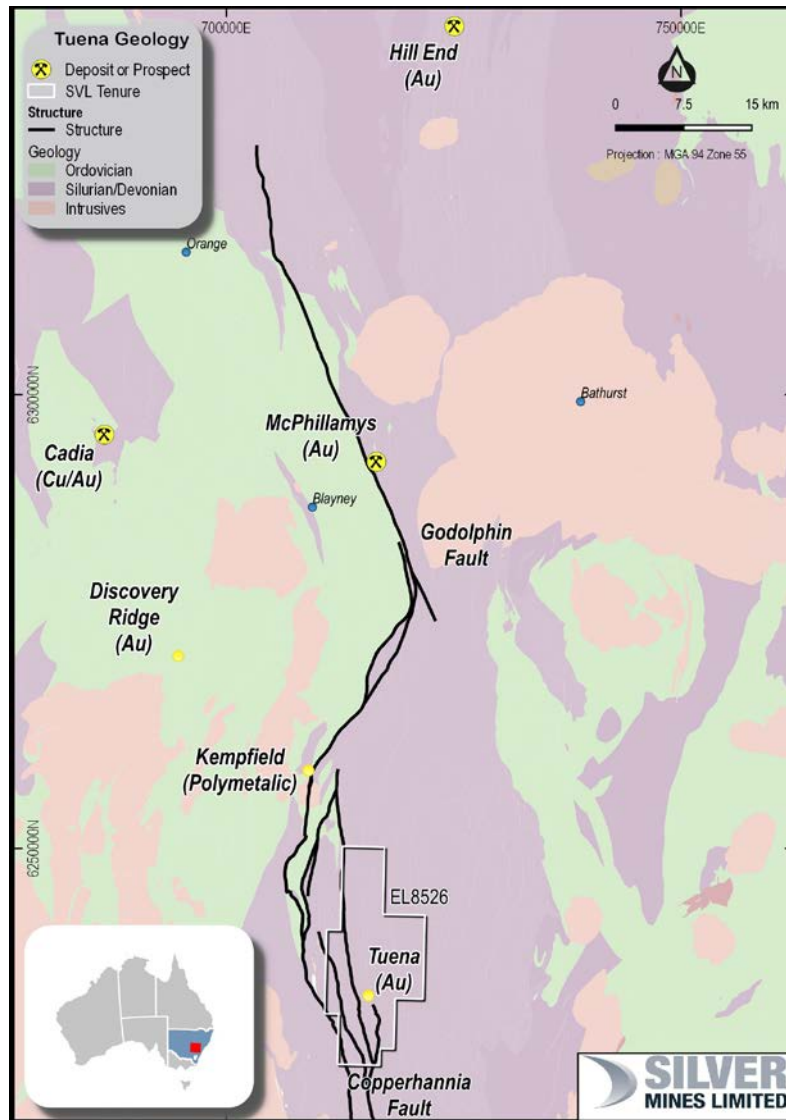 Tuena Geology
Deposit or Prospect
SVL Tenure
Structure
Structure
Geology
Ordovician
Silurian/Devonian
Intrusives
700000E
750000E
Hill End
(Au)
N
0 7.5 15 km
Projection : MGA 94 Zone 55
Orange
6300000N
Bathurst
McPhillamys
(Au)
Cadia
(Cu/Au)
Blayney
Godolphin
Fault
Discovery
Ridge
(Au)
Kempfield
(Polymetalic)
6250000N
EL8526
Tuena
(Au)
Copperhannia
Fault
SILVER
MINES LIMITED